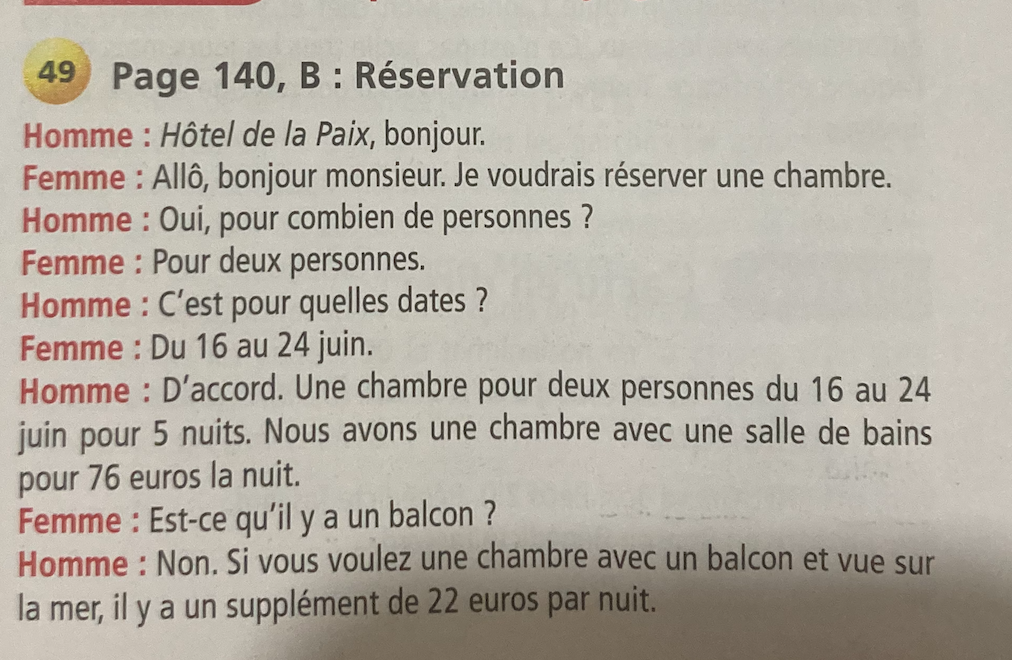 49 Page 140, B : Réservation
Homme : Hôtel de la Paix, bonjour.
Femme : Allô, bonjour monsieur. Je voudrais réserver une chambre.
Homme : Oui, pour combien de personnes ?
Femme : Pour deux personnes.
Homme : C'est pour quelles dates ?
Femme : Du 16 au 24 juin.
Homme : D'accord. Une chambre pour deux personnes du 16 au 24
juin pour 5 nuits. Nous avons une chambre avec une salle de bains
pour 76 euros la nuit.
Femme : Est-ce qu'il y a un balcon ?
Homme : Non. Si vous voulez une chambre avec un balcon et vue sur
la mer, il y a un supplément de 22 euros par nuit.